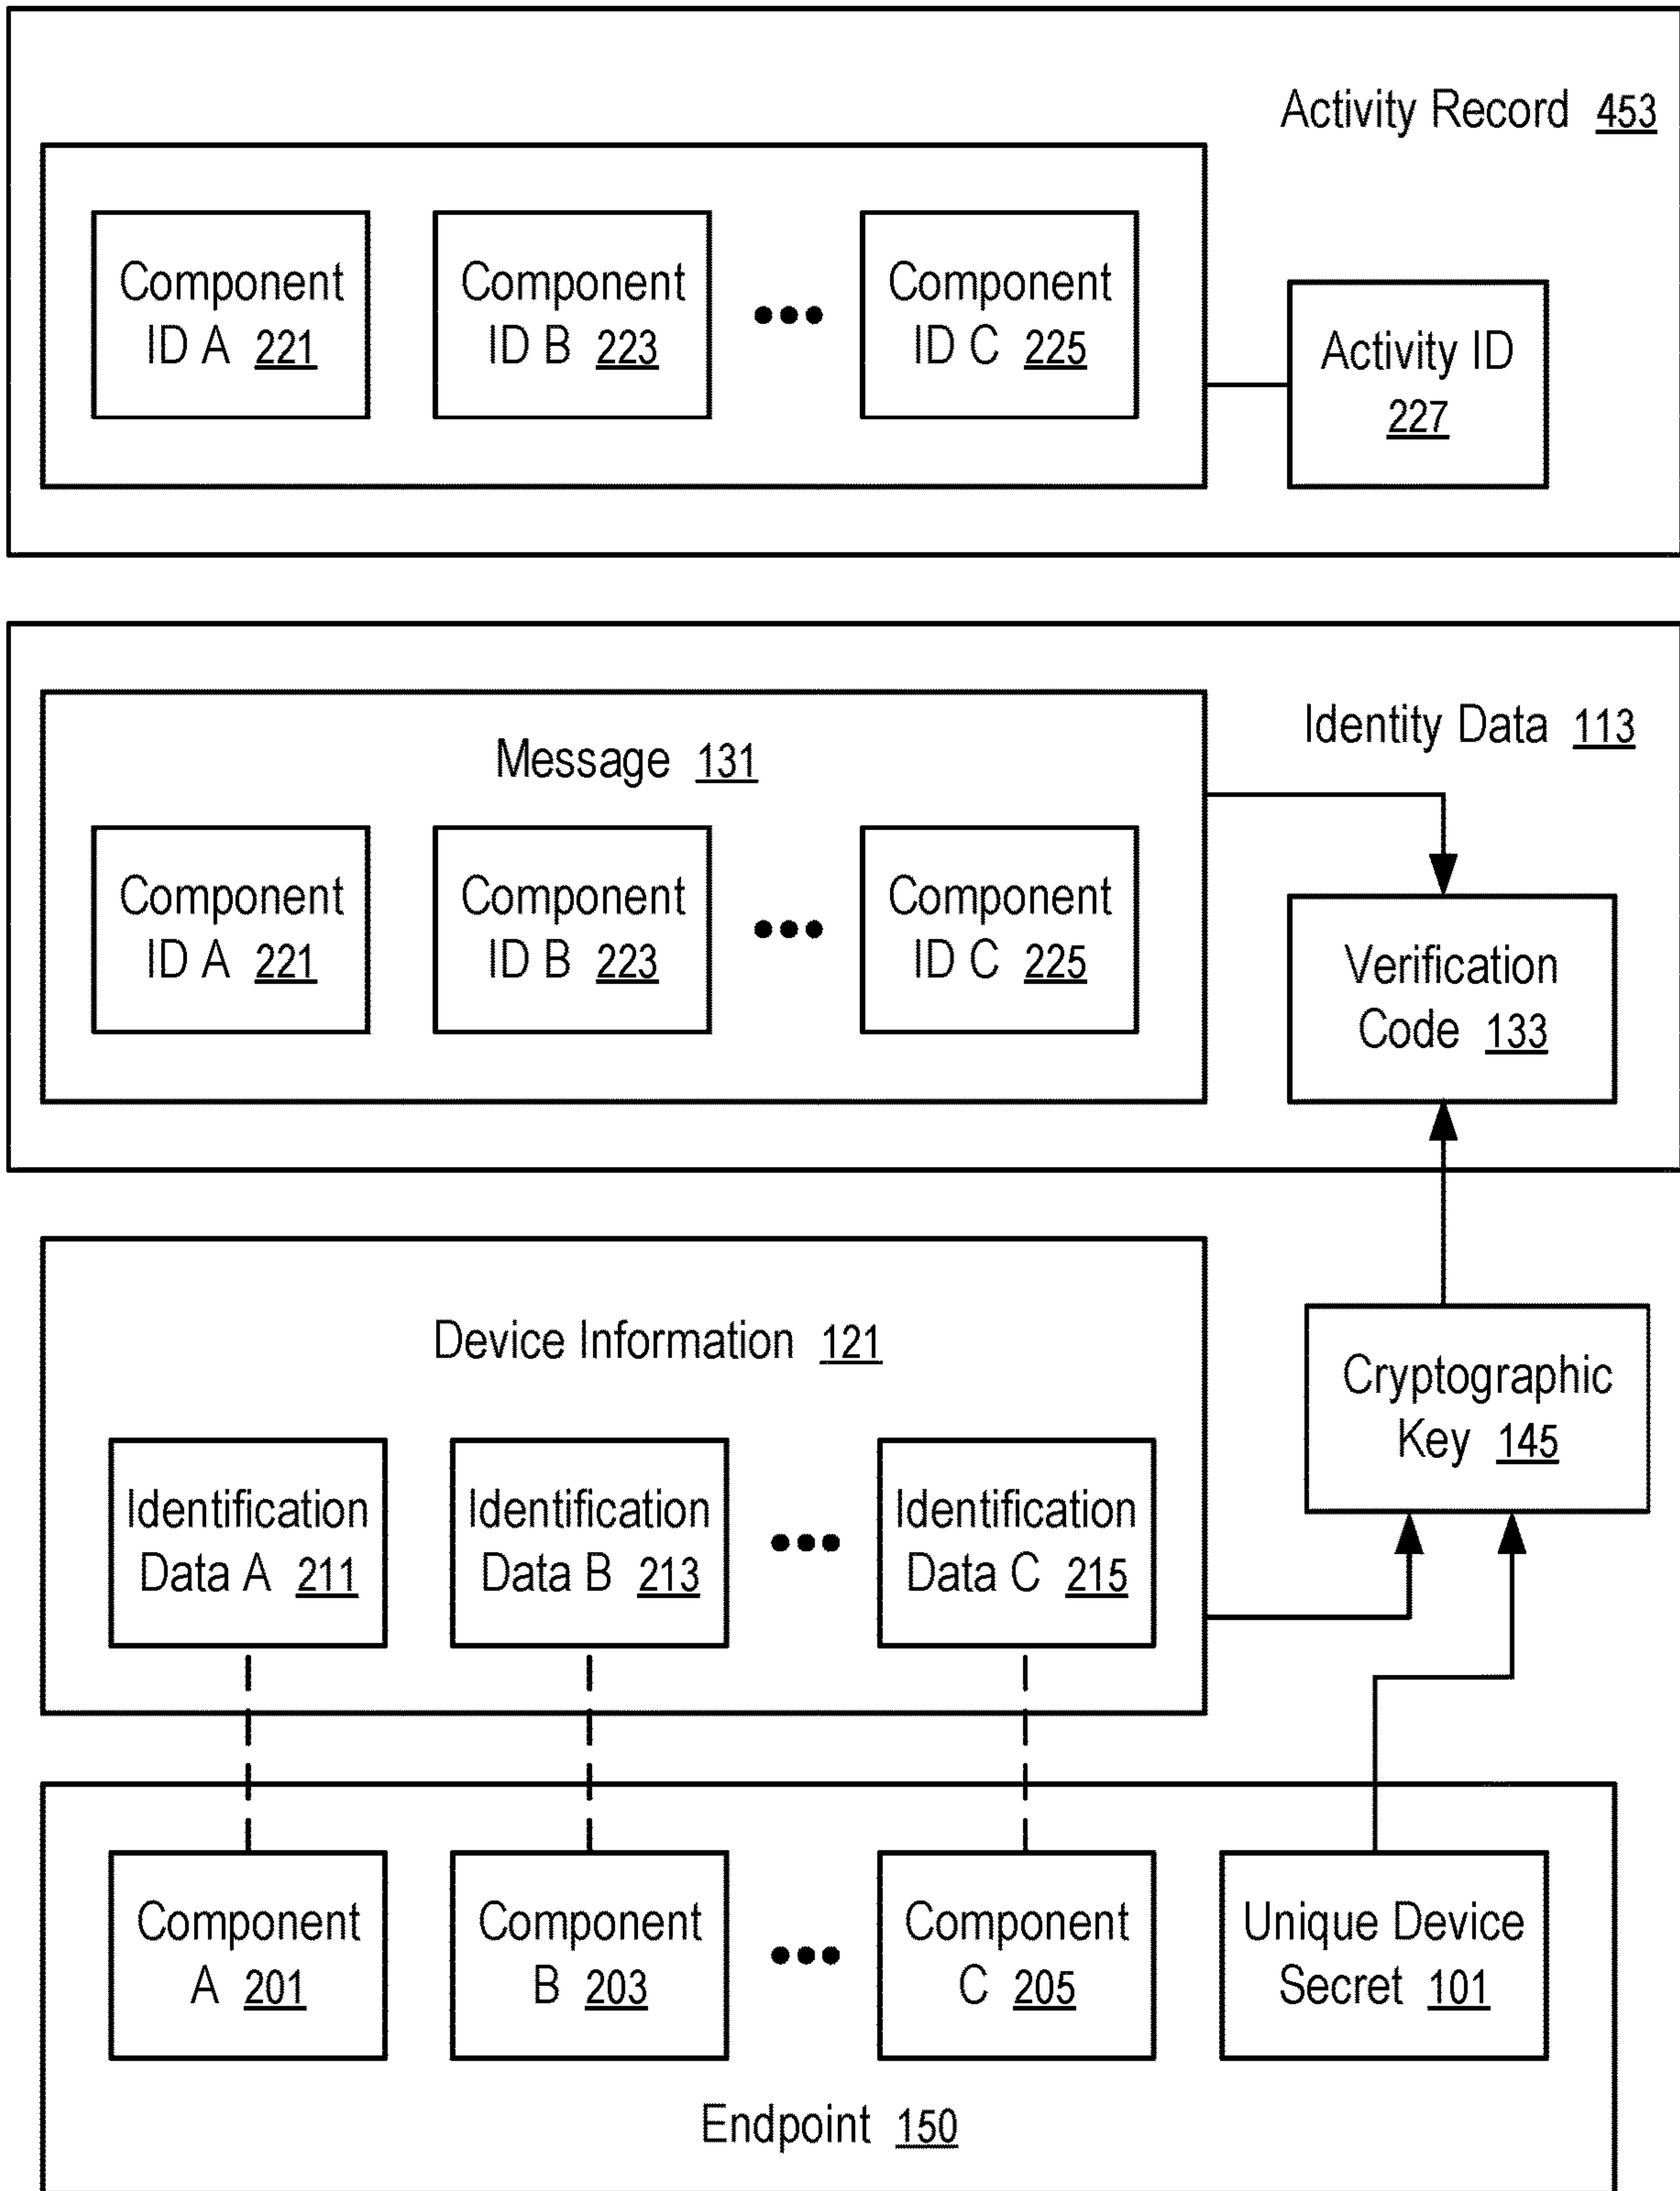 Activity Record 453
Component
ID A 221
Component
ID B 223
Component
ID C 225
Activity ID
227
Identity Data 113
Message 131
Component
ID A 221
Component
ID B 223
Component
ID C 225
Verification
Code 133
Device Information 121
Cryptographic
Key 145
Identification
Data A 211
Identification
Data B 213
Identification
Data C 215
Component
A 201
Component
B 203
Component
C 205
Unique Device
Secret 101
Endpoint 150